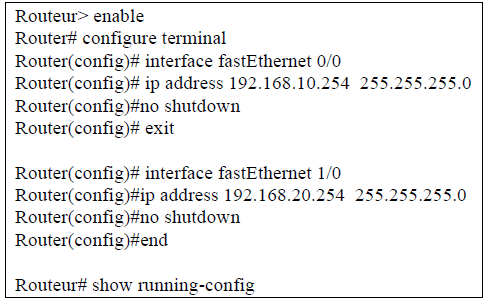 Routeur> enable
Router# configure terminal
Router(config)# interface fastEthernet 0/0
Router(config)# ip address 192.168.10.254  255.255.255.0
Router(config)#no shutdown
Router(config)# exit
Router(config)# interface fastEthernet 1/0
Router(config)#ip address 192.168.20.254  255.255.255.0
Router(config)#no shutdown
Router(config)#end
Routeur# show running-config